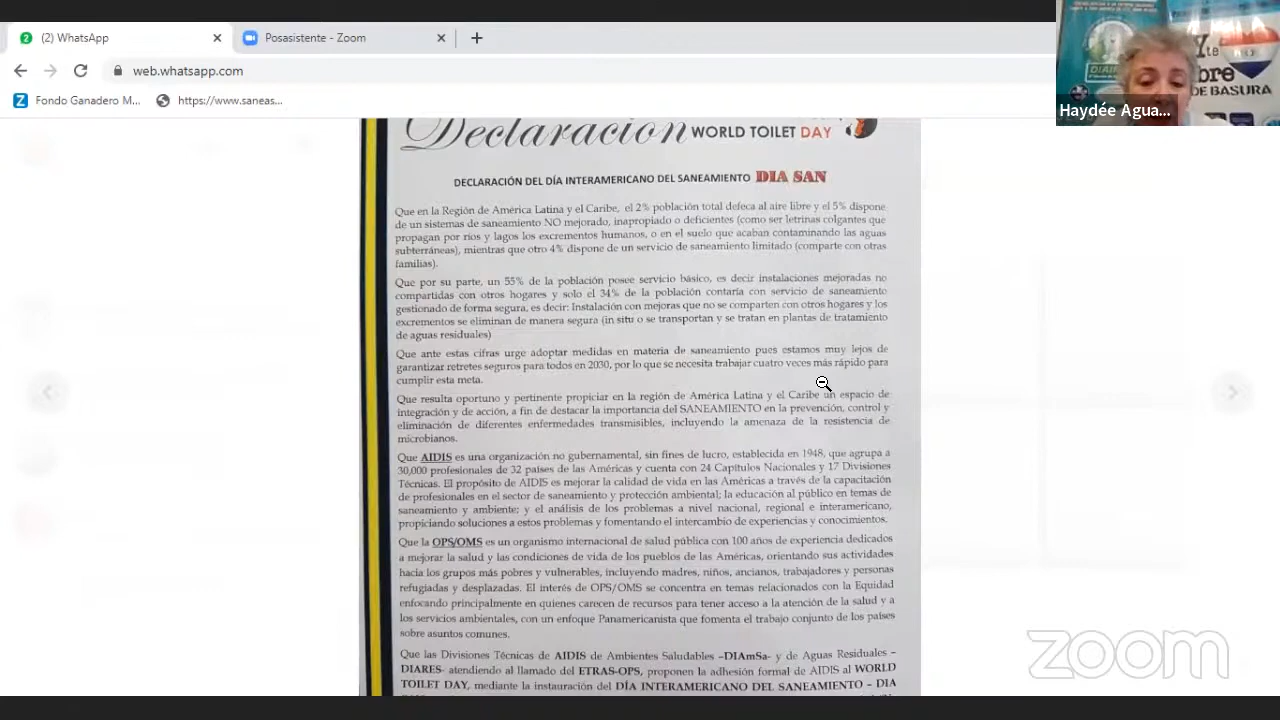 (2) WhatsApp
Posasistente - Zoom
web.whatsapp.com
Fondo Ganadero M...
https://www.saneas...
Haydée Agua...
BASURA
Declaración WORLD TOILET DAY
DECLARACIÓN DEL DÍA INTERAMERICANO DEL SANEAMIENTO DIA SAN
Que en la Región de América Latina y el Caribe, el 2% población total defeca al aire libre y el 5% dispone
de un sistemas de saneamiento NO mejorado, inapropiado o deficientes (como ser letrinas colgantes que
propagan por ríos y lagos los excrementos humanos, o en el suelo que acaban contaminando las aguas
subterráneas), mientras que otro 4% dispone de un servicio de saneamiento limitado (comparte con otras
familias).
Que por su parte, un 55% de la población posee servicio básico, es decir instalaciones mejoradas no
compartidas con otros hogares y solo el 34% de la población contaría con servicio de saneamiento
gestionado de forma segura, es decir: Instalación con mejoras que no se comparten con otros hogares y los
excrementos se eliminan de manera segura (in situ o se transportan y se tratan en plantas de tratamiento
de aguas residuales)
Que ante estas cifras urge adoptar medidas en materia de saneamiento pues estamos muy lejos de
garantizar retretes seguros para todos en 2030, por lo que se necesita trabajar cuatro veces más rápido para
cumplir esta meta.
Que resulta oportuno y pertinente propiciar en la región de América Latina y el Caribe un espacio de
integración y de acción, a fin de destacar la importancia del SANEAMIENTO en la prevención, control y
eliminación de diferentes enfermedades transmisibles, incluyendo la amenaza de la resistencia de
microbianos.
Que AIDIS es una organización no gubernamental, sin fines de lucro, establecida en 1948, que agrupa a
30,000 profesionales de 32 países de las Américas y cuenta con 24 Capítulos Nacionales y 17 Divisiones
Técnicas. El propósito de AIDIS es mejorar la calidad de vida en las Américas a través de la capacitación
de profesionales en el sector de saneamiento y protección ambiental; la educación al público en temas de
saneamiento y ambiente; y el análisis de los problemas a nivel nacional, regional e interamericano,
propiciando soluciones a estos problemas y fomentando el intercambio de experiencias y conocimientos.
Que la OPS/OMS es un organismo internacional de salud pública con 100 años de experiencia dedicados
a mejorar la salud y las condiciones de vida de los pueblos de las Américas, orientando sus actividades
hacia los grupos más pobres y vulnerables, incluyendo madres, niños, ancianos, trabajadores y personas
refugiadas y desplazadas. El interés de OPS/OMS se concentra en temas relacionados con la Equidad
enfocando principalmente en quienes carecen de recursos para tener acceso a la atención de la salud y a
los servicios ambientales, con un enfoque Panamericanista que fomenta el trabajo conjunto de los países
sobre asuntos comunes.
Que las Divisiones Técnicas de AIDIS de Ambientes Saludables –DIAmSa- y de Aguas Residuales –
DIARES- atendiendo al llamado del ETRAS-OPS, proponen la adhesión formal de AIDIS al WORLD
TOILET DAY, mediante la instauración del DÍA INTERAMERICANO DEL SANEAMIENTO – DIA
zoom